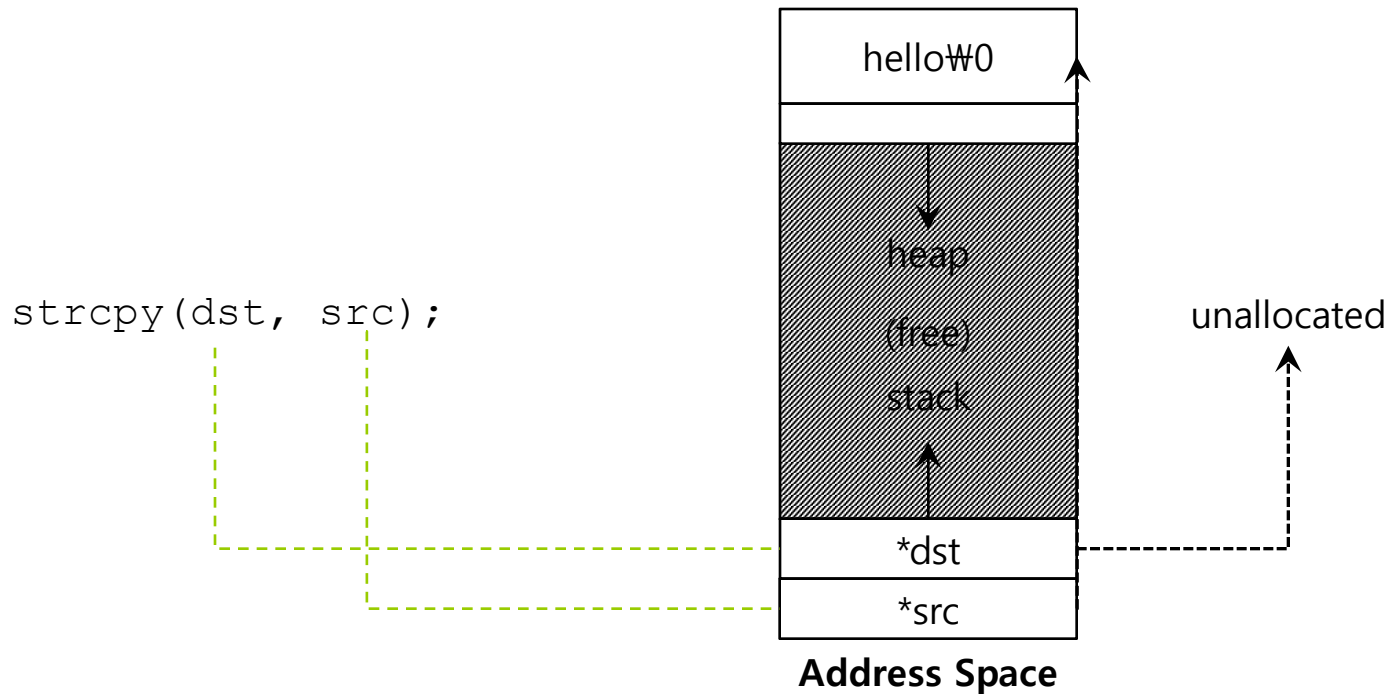 hello₩0
heap
strcpy(dst, src);
(free)
unallocated
stack
*dst
*src
Address Space